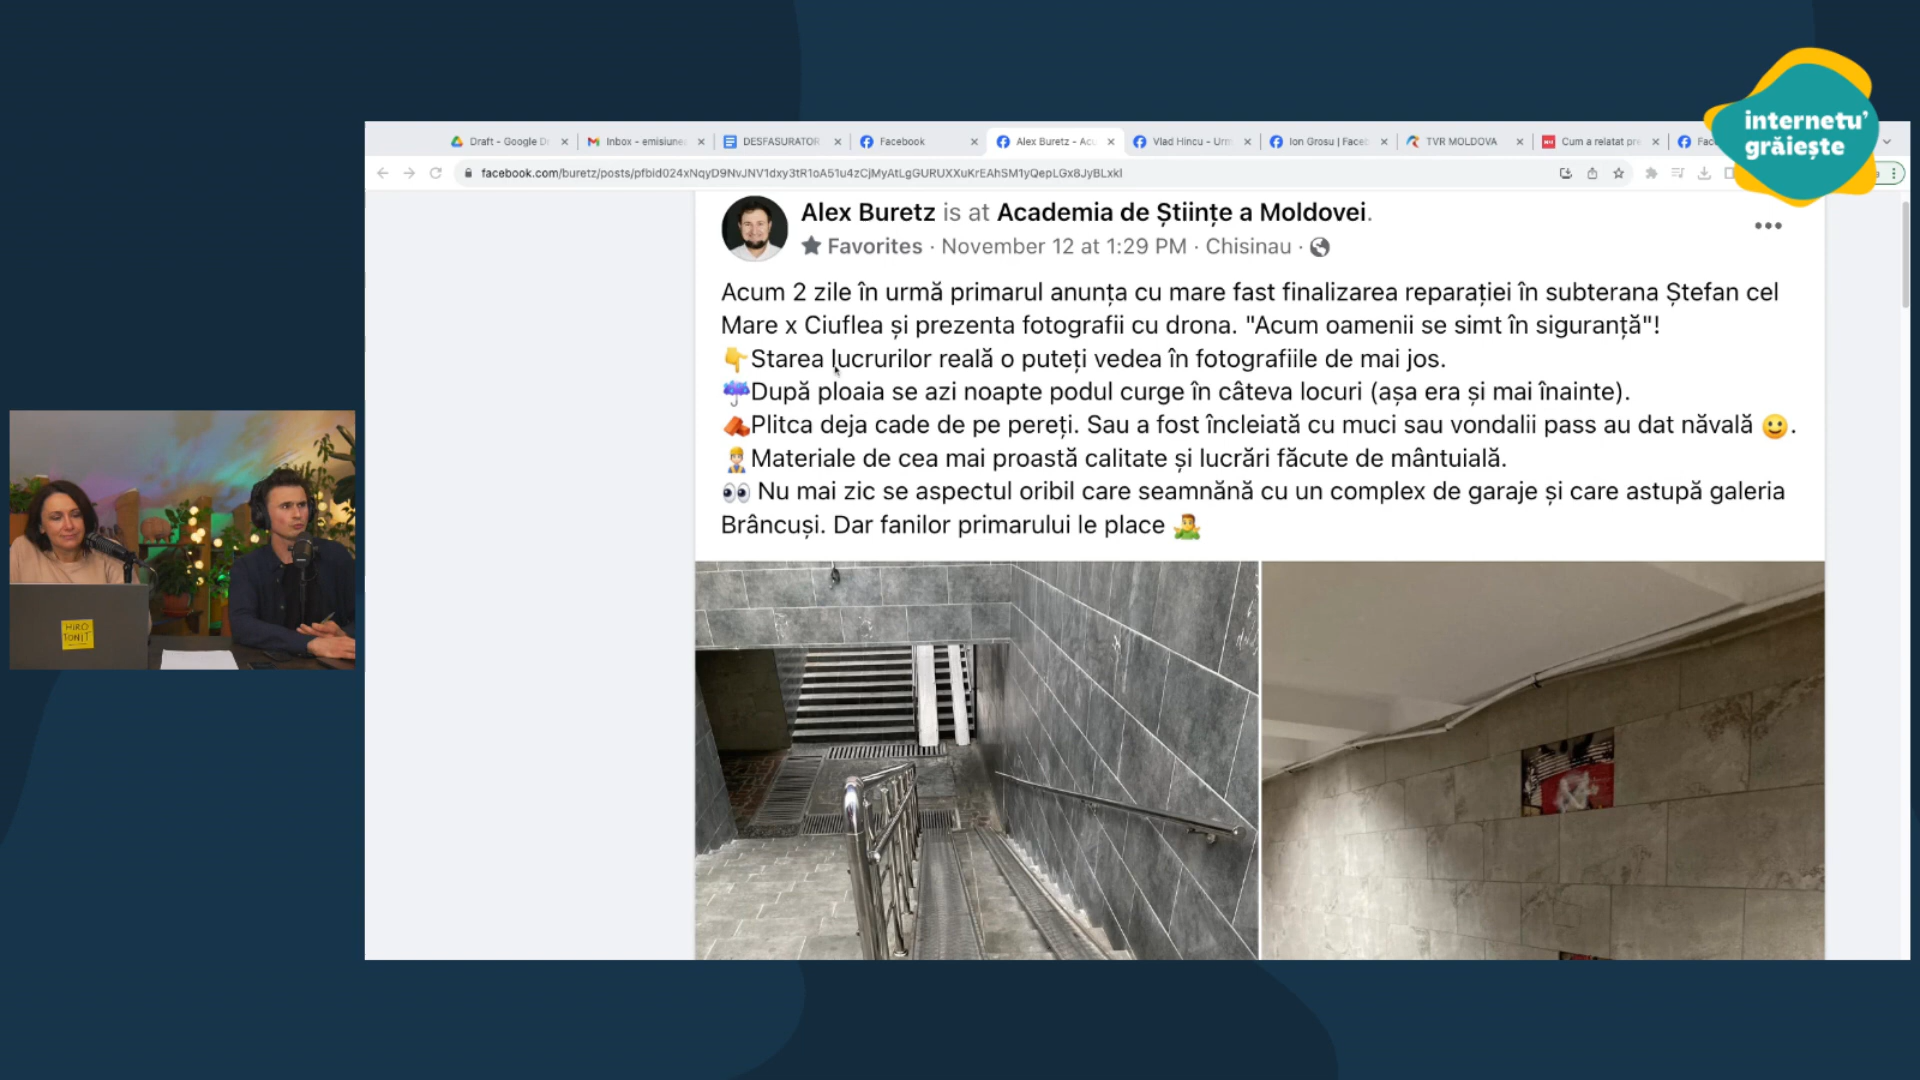 internetu'
grăiește
Draft - Google Dr
Inbox - emisiune
DESFASURATOR
Facebook
Alex Buretz - Acu
Vlad Hincu - Urm
Ion Grosu | Faceb
TVR MOLDOVA
Cum a relatat pre
Fac
facebook.com/buretz/posts/
Alex Buretz is at Academia de Științe a Moldovei.
Favorites · November 12 at 1:29 PM · Chisinau ·
Acum 2 zile în urmă primarul anunța cu mare fast finalizarea reparației în subterana Ștefan cel
Mare x Ciuflea și prezenta fotografii cu drona. "Acum oamenii se simt în siguranță"!
👇Starea lucrurilor reală o puteți vedea în fotografiile de mai jos.
☔După ploaia se azi noapte podul curge în câteva locuri (așa era și mai înainte).
🧱Plitca deja cade de pe pereți. Sau a fost încleiată cu muci sau vondalii pass au dat năvală 🙂.
👷Materiale de cea mai proastă calitate și lucrări făcute de mântuială.
👀 Nu mai zic se aspectul oribil care seamnănă cu un complex de garaje și care astupă galeria
Brâncuși. Dar fanilor primarului le place 🤷
HIRO
TONIT